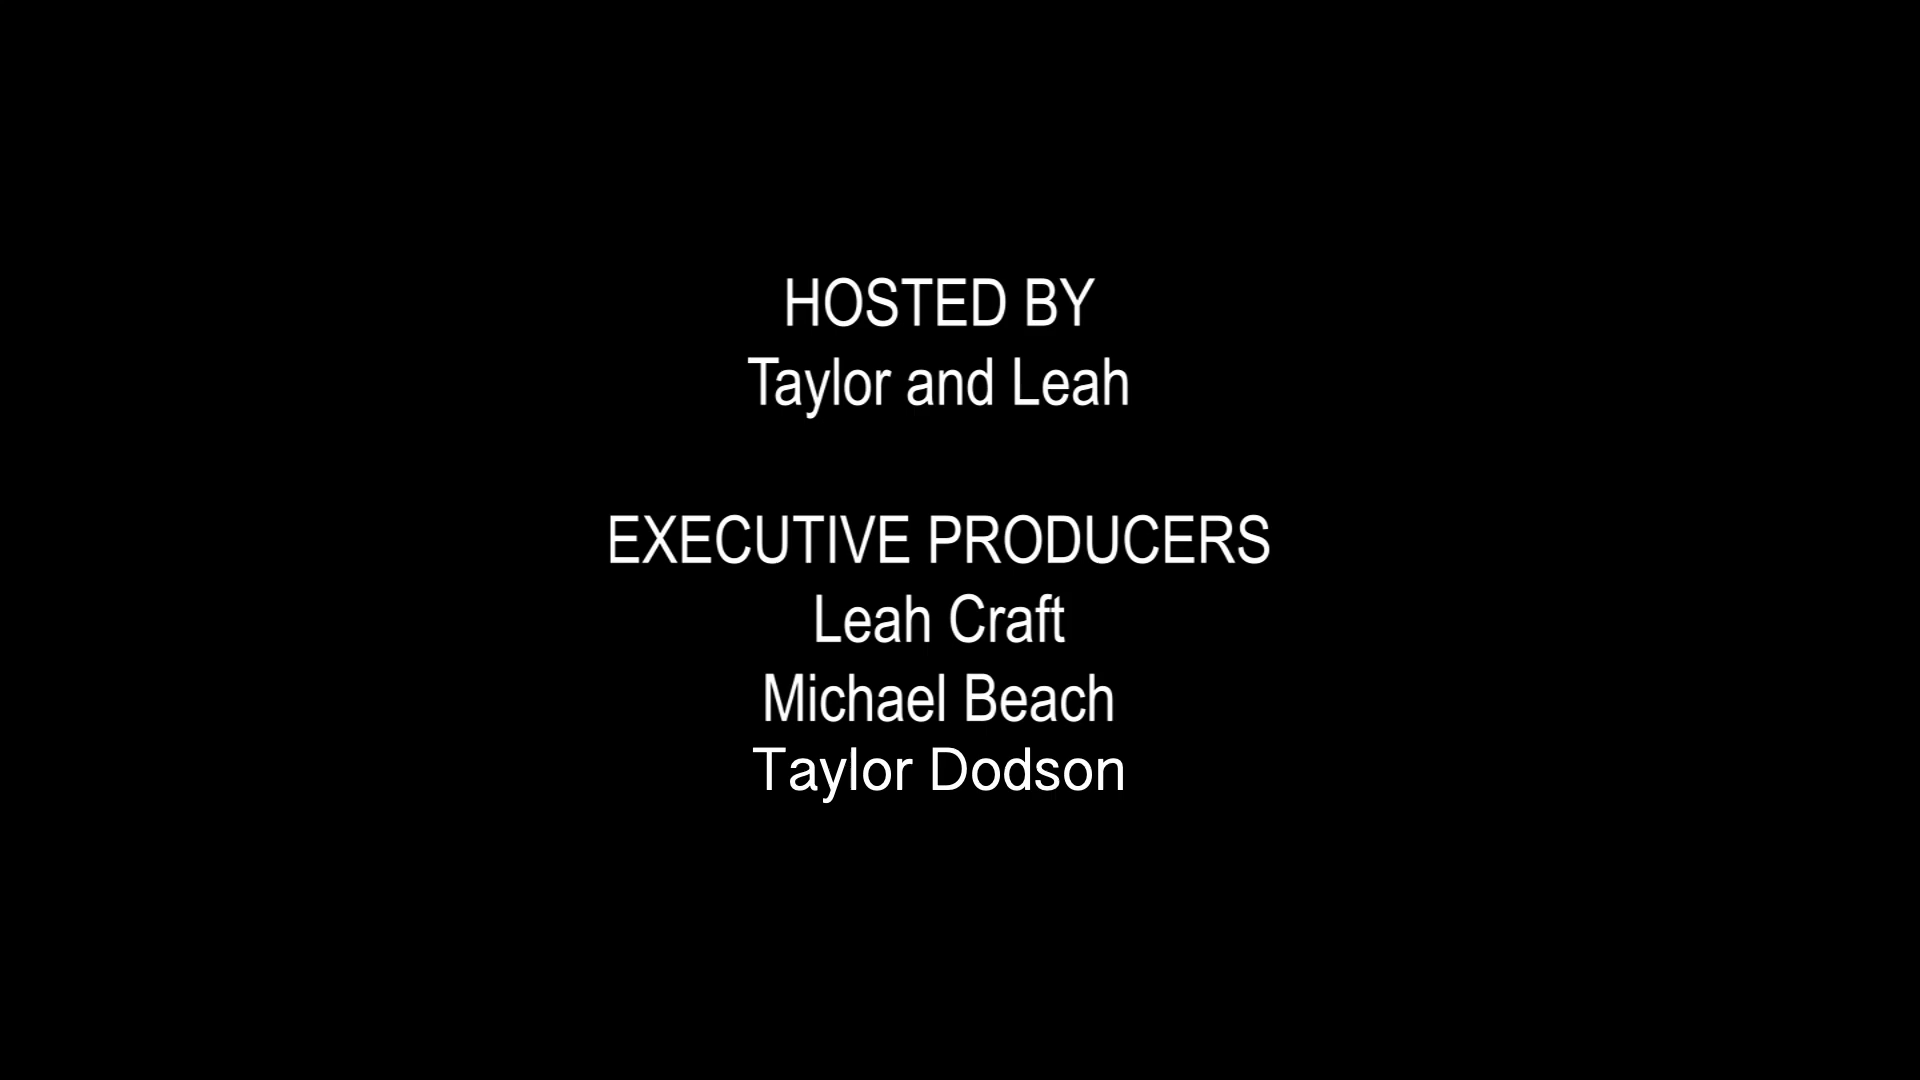 HOSTED BY
Taylor and Leah
EXECUTIVE PRODUCERS
Leah Craft
Michael Beach
Taylor Dodson